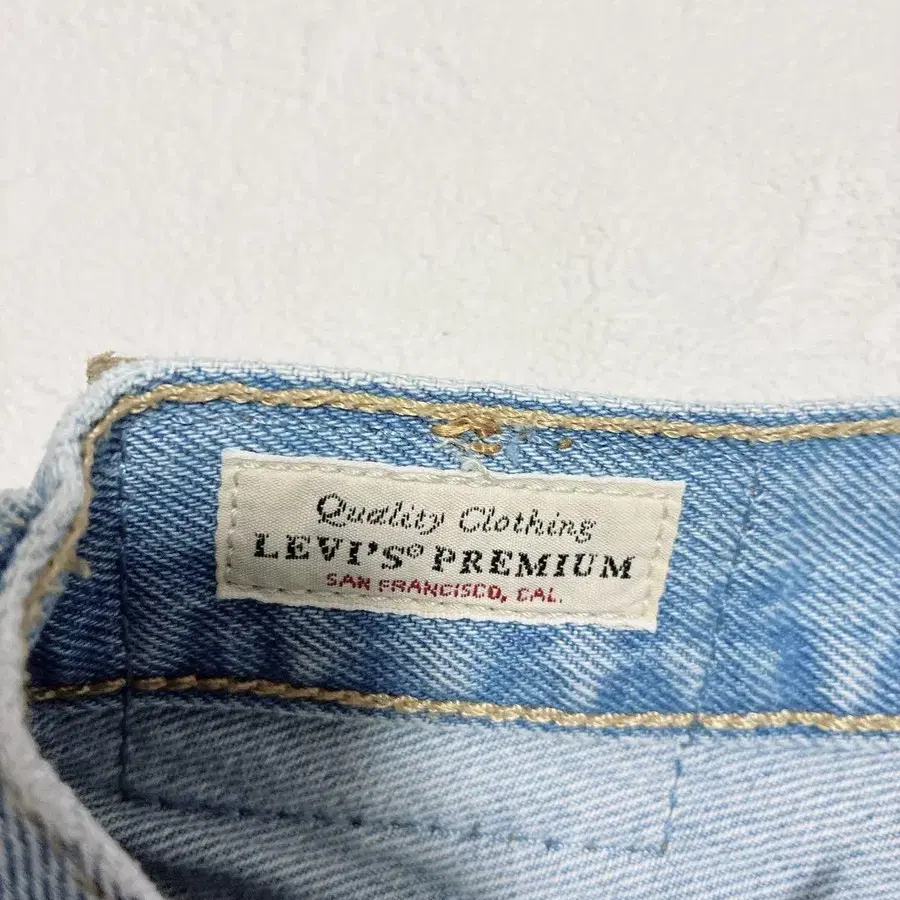 Quality Clothing
LEVI'S® PREMIUM
SAN FRANCISCO, CAL.